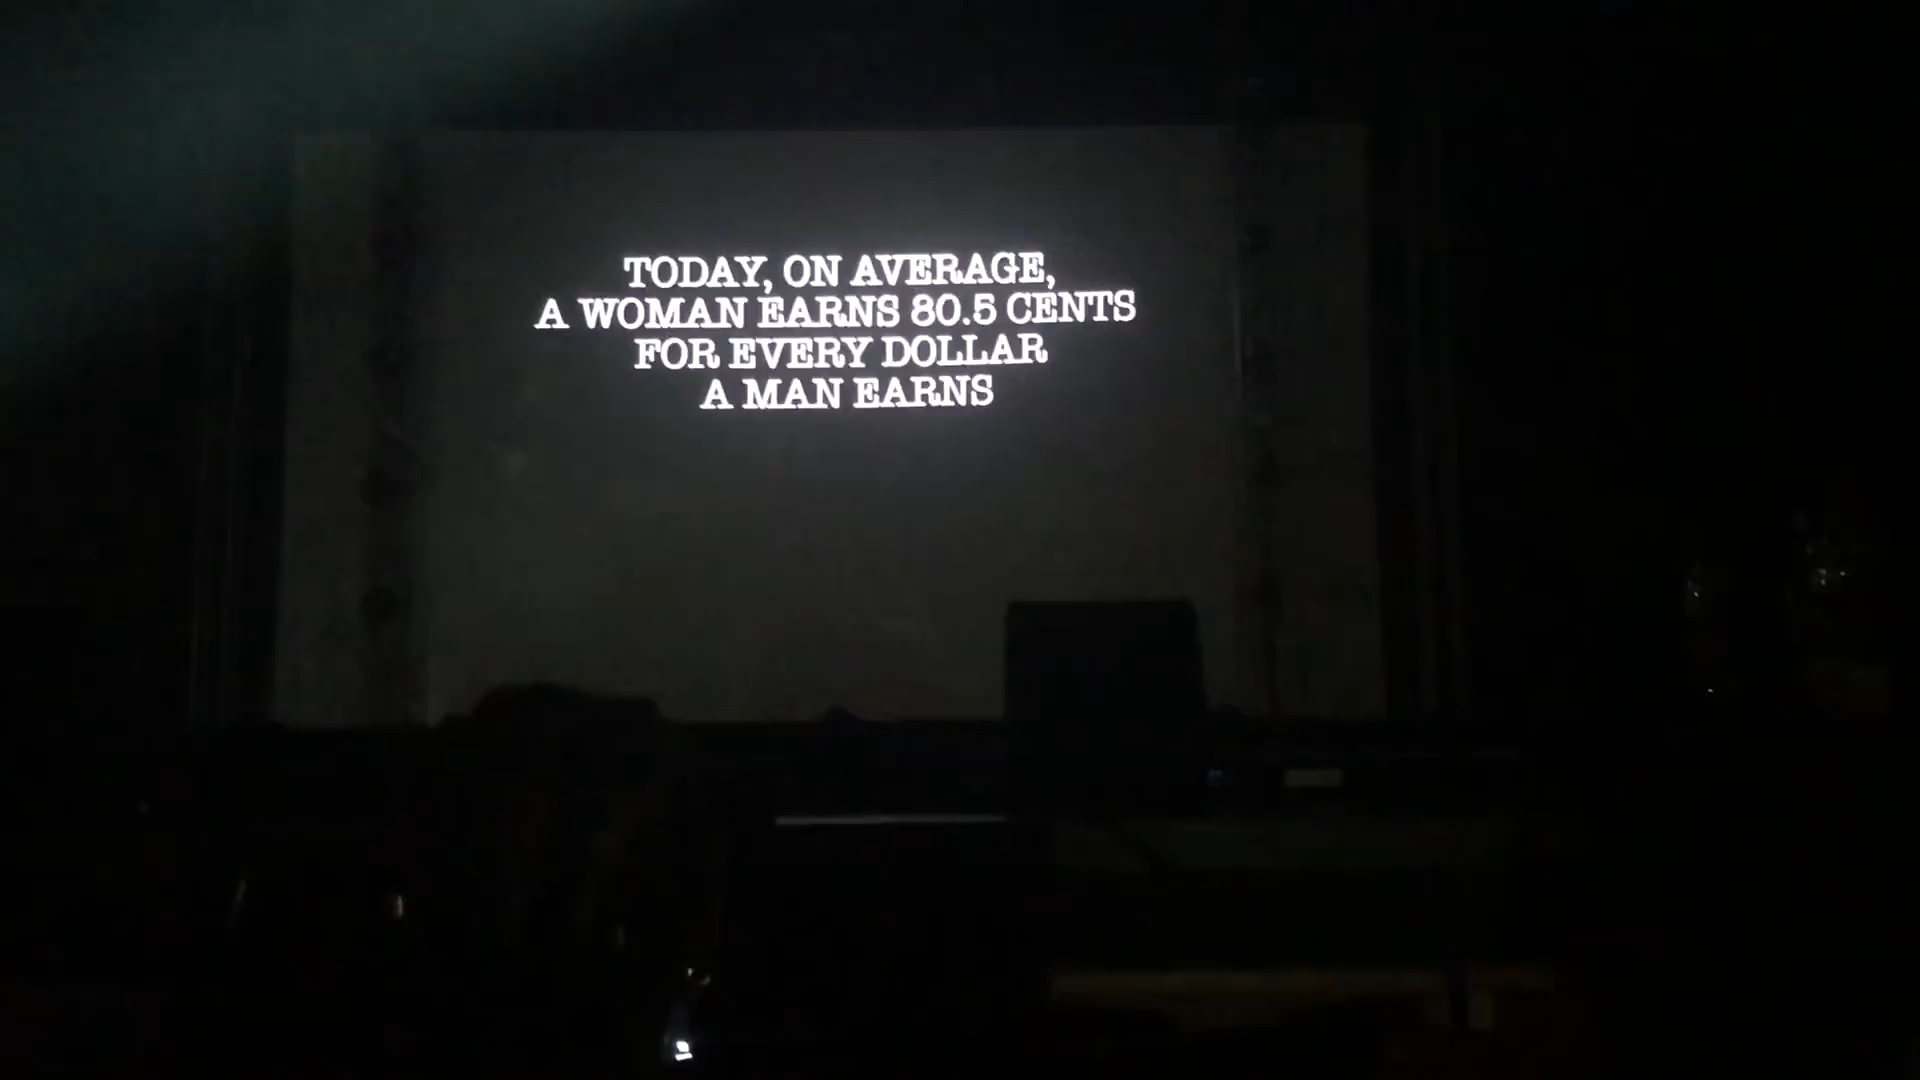 TODAY, ON AVERAGE,
A WOMAN EARNS 80.5 CENTS
FOR EVERY DOLLAR
A MAN EARNS